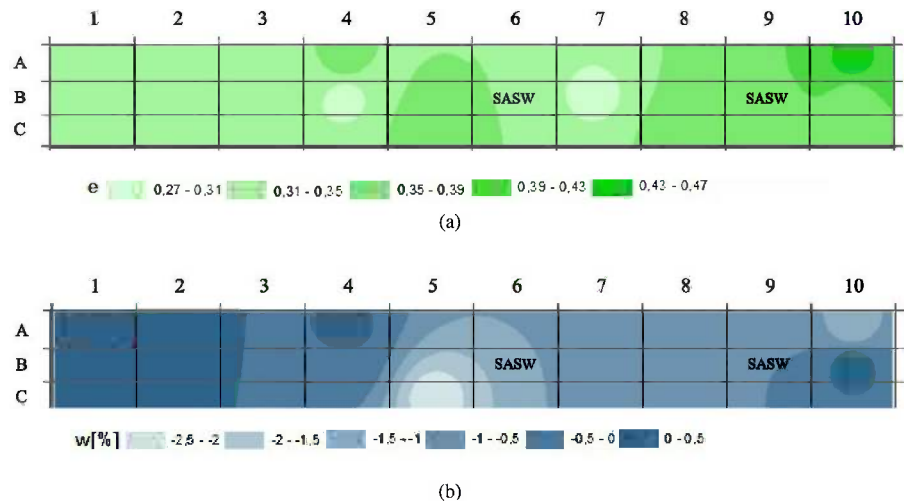 1 2 3 4 5 6 7 8 9 10
A
B SASW SASW
C
e 0,27 - 0,31 0,31 - 0,35 0,35 - 0,39 0,39 - 0,43 0,43 - 0,47
(a)
1 2 3 4 5 6 7 8 9 10
A
B SASW SASW
C
w[%] -2,5 - -2 -2 - -1,5 -1,5 - -1 -1 - -0,5 -0,5 - 0 0 - 0,5
(b)